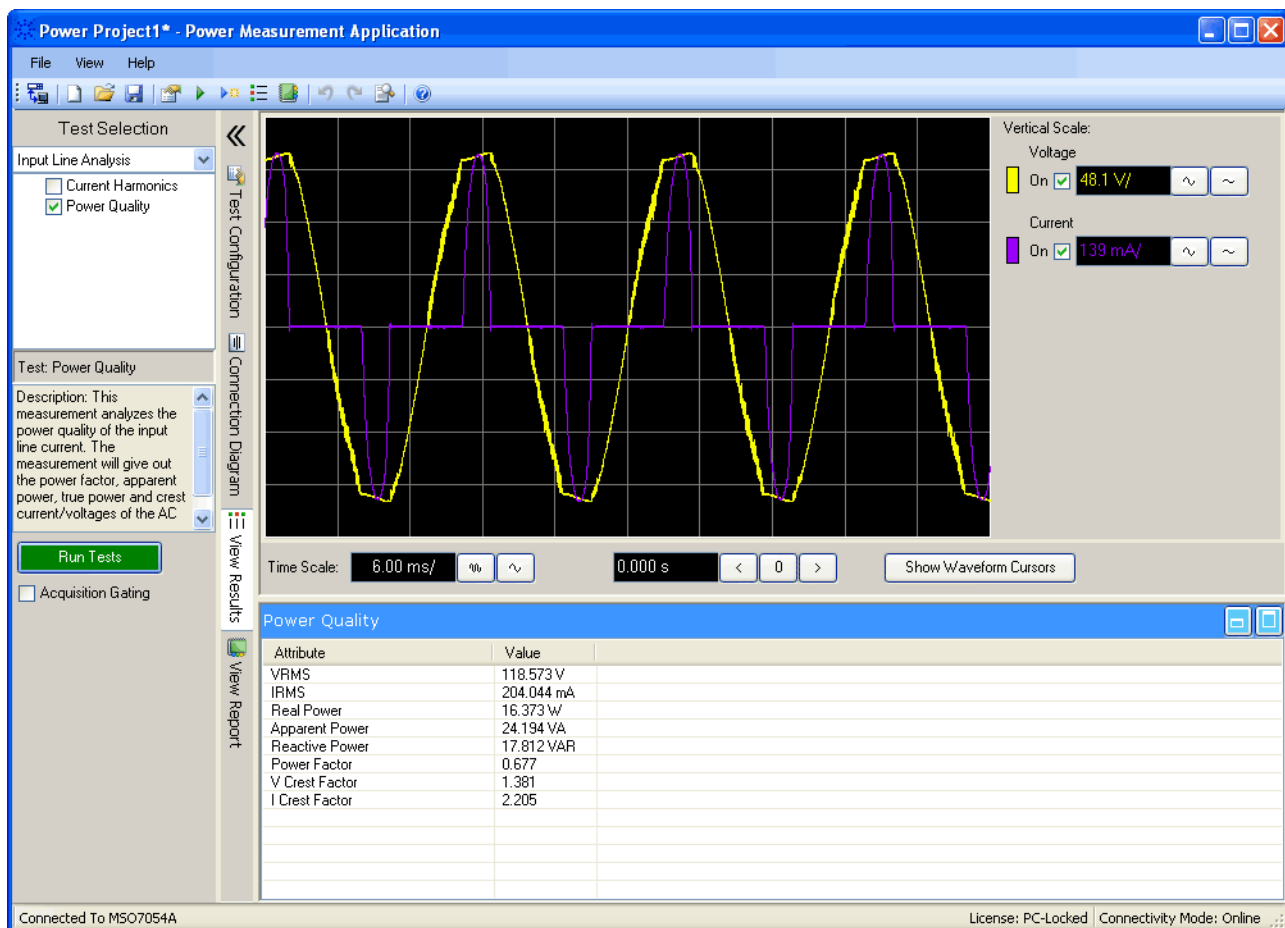 Power Project1* - Power Measurement Application
File View Help
Test Selection
Input Line Analysis
Current Harmonics
Power Quality
Test: Power Quality
Description: This
measurement analyzes the
power quality of the input
line current. The
measurement will give out
the power factor, apparent
power, true power and crest
current/voltages of the AC
Run Tests
Acquisition Gating
Test Configuration
Connection Diagram
View Results
View Report
Vertical Scale:
Voltage
On 48.1 V/
Current
On 139 mA/
Time Scale: 6.00 ms/ 0.000 s < 0 > Show Waveform Cursors
Power Quality
Attribute Value
VRMS 118.573 V
IRMS 204.044 mA
Real Power 16.373 W
Apparent Power 24.194 VA
Reactive Power 17.812 VAR
Power Factor 0.677
V Crest Factor 1.381
I Crest Factor 2.205
Connected To MSO7054A License: PC-Locked Connectivity Mode: Online